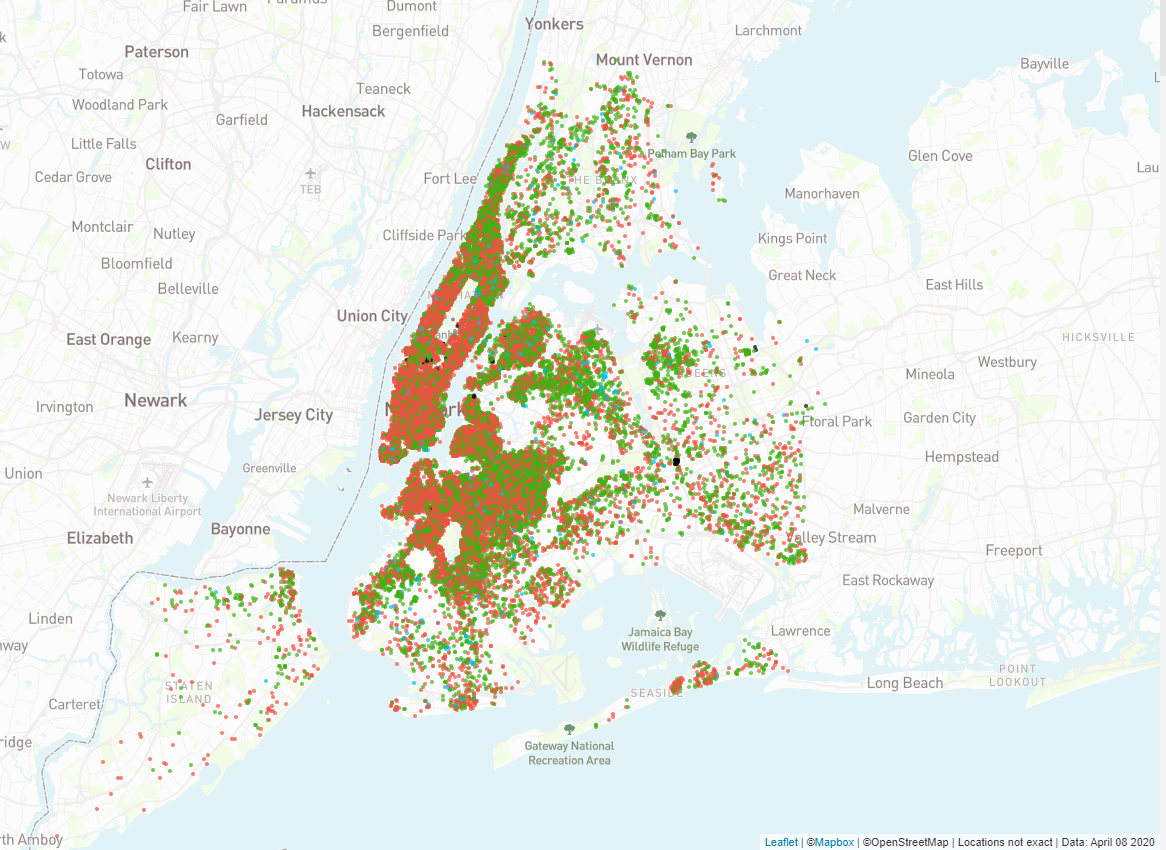 Fair Lawn
Paramus
Dumont
Yonkers
Bergenfield
Larchmont
Paterson
Mount Vernon
Bayville
Totowa
Teaneck
Woodland Park
Hackensack
Garfield
Little Falls
Pelham Bay Park
Glen Cove
Clifton
Lau
Cedar Grove
TEB
Fort Lee
THE BRONX
Manorhaven
Montclair
Nutley
Cliffside Park
Kings Point
Bloomfield
Great Neck
Belleville
East Hills
Union City
East Orange
Kearny
HICKSVILLE
Westbury
QUEENS
Mineola
Newark
Irvington
Jersey City
Garden City
Floral Park
Hempstead
Union
Greenville
Newark Liberty
International Airport
Malverne
Bayonne
Elizabeth
Valley Stream
Freeport
East Rockaway
Linden
Jamaica Bay
Wildlife Refuge
Lawrence
way
STATEN
ISLAND
SEASIDE
Long Beach
POINT
LOOKOUT
Carteret
ridge
Gateway National
Recreation Area
rth Amboy
Leaflet | ©Mapbox | ©OpenStreetMap | Locations not exact | Data: April 08 2020